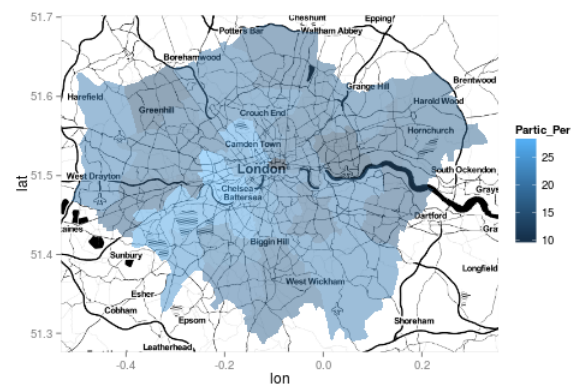 51.7
51.6
51.5
51.4
51.3
lat
Cheshunt
Epping
Potters Bar
Waltham Abbey
Borehamwood
Brentwood
Grange Hill
Harefield
Harold Wood
Greenhill
Crouch End
Hornchurch
Camden Town
London
South Ockendon
West Drayton
Chelsea
Battersea
Grays
Dartford
aines
Gra
Biggin Hill
Sunbury
Longfield
West Wickham
Esher
Cobham
Epsom
Shoreham
Leatherhead
-0.4
-0.2
0.0
0.2
lon
Partic_Per
25
20
15
10